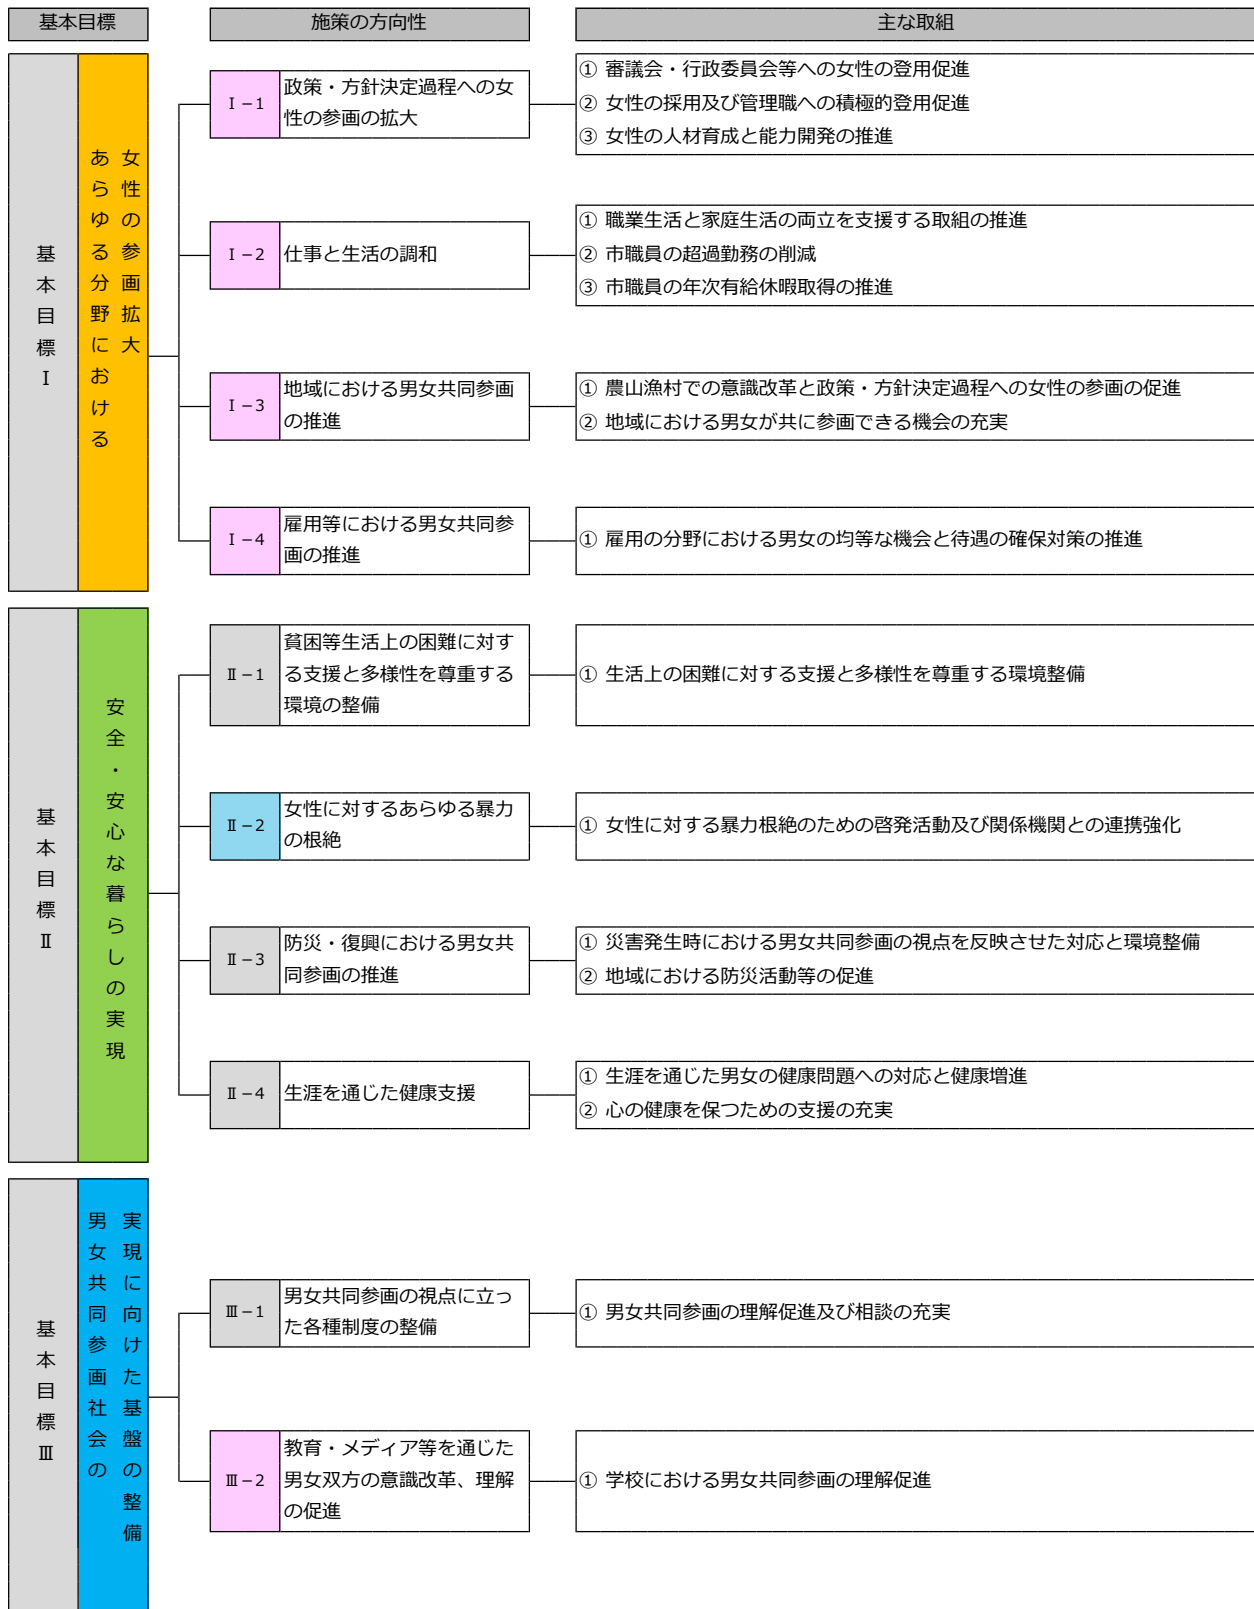 基本目標
施策の方向性
主な取組
基本目標Ⅰ
あらゆる分野における
女性の参画拡大
Ⅰ－1
政策・方針決定過程への女
性の参画の拡大
① 審議会・行政委員会等への女性の登用促進
② 女性の採用及び管理職への積極的登用促進
③ 女性の人材育成と能力開発の推進
Ⅰ－2
仕事と生活の調和
① 職業生活と家庭生活の両立を支援する取組の推進
② 市職員の超過勤務の削減
③ 市職員の年次有給休暇取得の推進
Ⅰ－3
地域における男女共同参画
の推進
① 農山漁村での意識改革と政策・方針決定過程への女性の参画の促進
② 地域における男女が共に参画できる機会の充実
Ⅰ－4
雇用等における男女共同参
画の推進
① 雇用の分野における男女の均等な機会と待遇の確保対策の推進
基本目標Ⅱ
安全・安心な暮らしの実現
Ⅱ－1
貧困等生活上の困難に対す
る支援と多様性を尊重する
環境の整備
① 生活上の困難に対する支援と多様性を尊重する環境整備
Ⅱ－2
女性に対するあらゆる暴力
の根絶
① 女性に対する暴力根絶のための啓発活動及び関係機関との連携強化
Ⅱ－3
防災・復興における男女共
同参画の推進
① 災害発生時における男女共同参画の視点を反映させた対応と環境整備
② 地域における防災活動等の促進
Ⅱ－4
生涯を通じた健康支援
① 生涯を通じた男女の健康問題への対応と健康増進
② 心の健康を保つための支援の充実
基本目標Ⅲ
男女共同参画社会の
実現に向けた基盤の整備
Ⅲ－1
男女共同参画の視点に立っ
た各種制度の整備
① 男女共同参画の理解促進及び相談の充実
Ⅲ－2
教育・メディア等を通じた
男女双方の意識改革、理解
の促進
① 学校における男女共同参画の理解促進